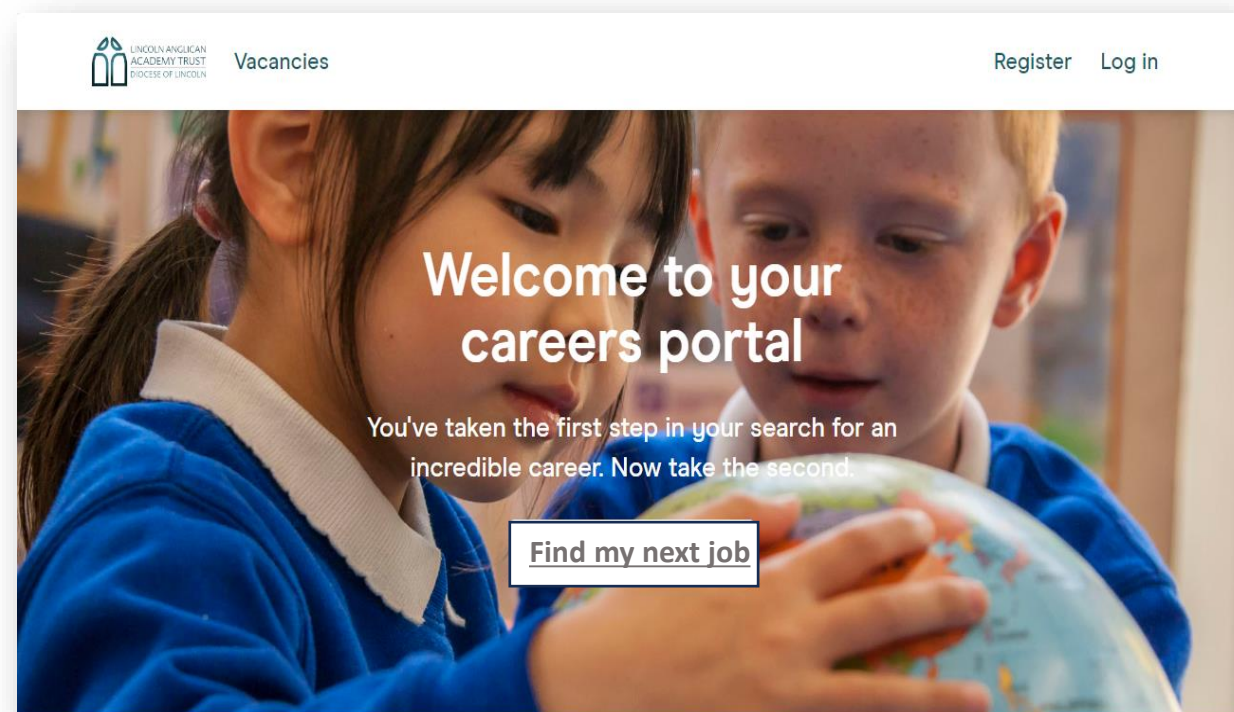 LINCOLN ANGLICAN
ACADEMY TRUST
DIOCESE OF LINCOLN
Vacancies
Register
Log in
Welcome to your
careers portal
You've taken the first step in your search for an
incredible career. Now take the second.
Find my next job